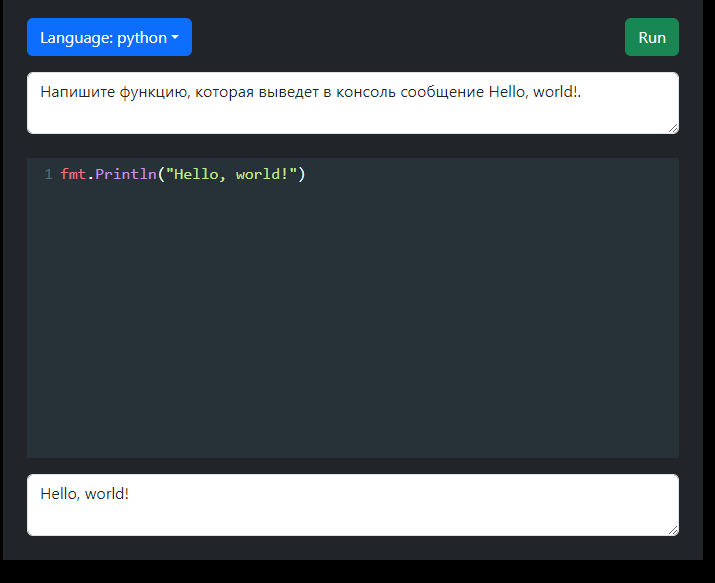 Language: python
Run
Напишите функцию, которая выведет в консоль сообщение Hello, world!.
1 fmt.Println("Hello, world!")
Hello, world!